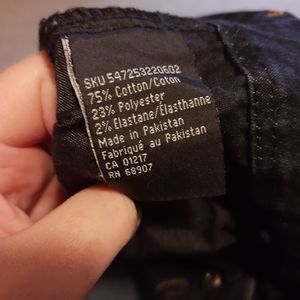 SKU 547253220602
75% Cotton/Coton
23% Polyester
2% Elastane/Élasthanne
Made in Pakistan
Fabriqué au Pakistan
CA 01217
RN 68907